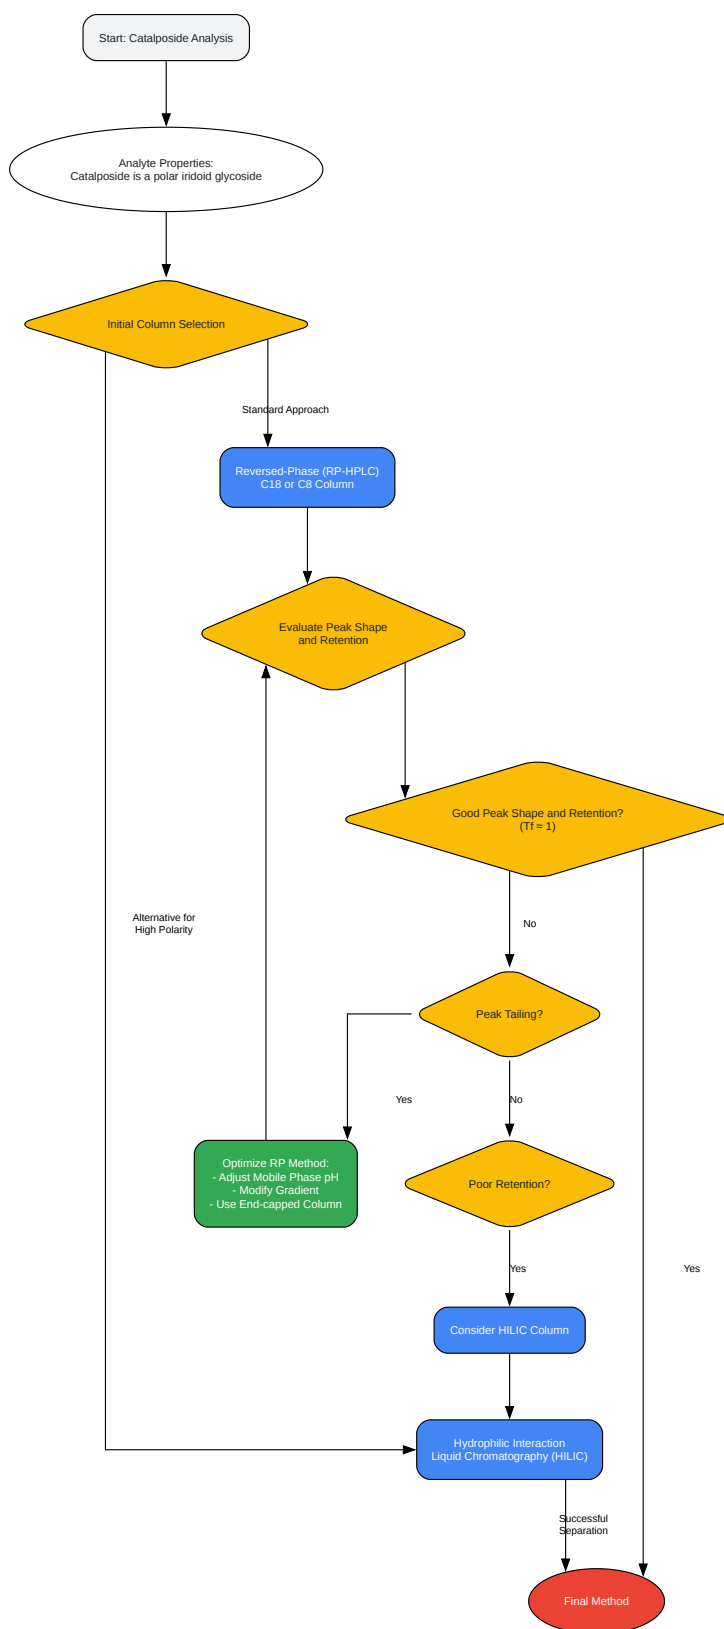 Start: Catalposide Analysis
Analyte Properties:
Catalposide is a polar iridoid glycoside
Initial Column Selection
Standard Approach
Reversed-Phase (RP-HPLC)
C18 or C8 Column
Evaluate Peak Shape
and Retention
Good Peak Shape and Retention?
(Tf ≈ 1)
Alternative for
High Polarity
No
Peak Tailing?
Yes
No
Optimize RP Method:
- Adjust Mobile Phase pH
- Modify Gradient
- Use End-capped Column
Poor Retention?
Yes
Yes
Consider HILIC Column
Hydrophilic Interaction
Liquid Chromatography (HILIC)
Successful
Separation
Final Method